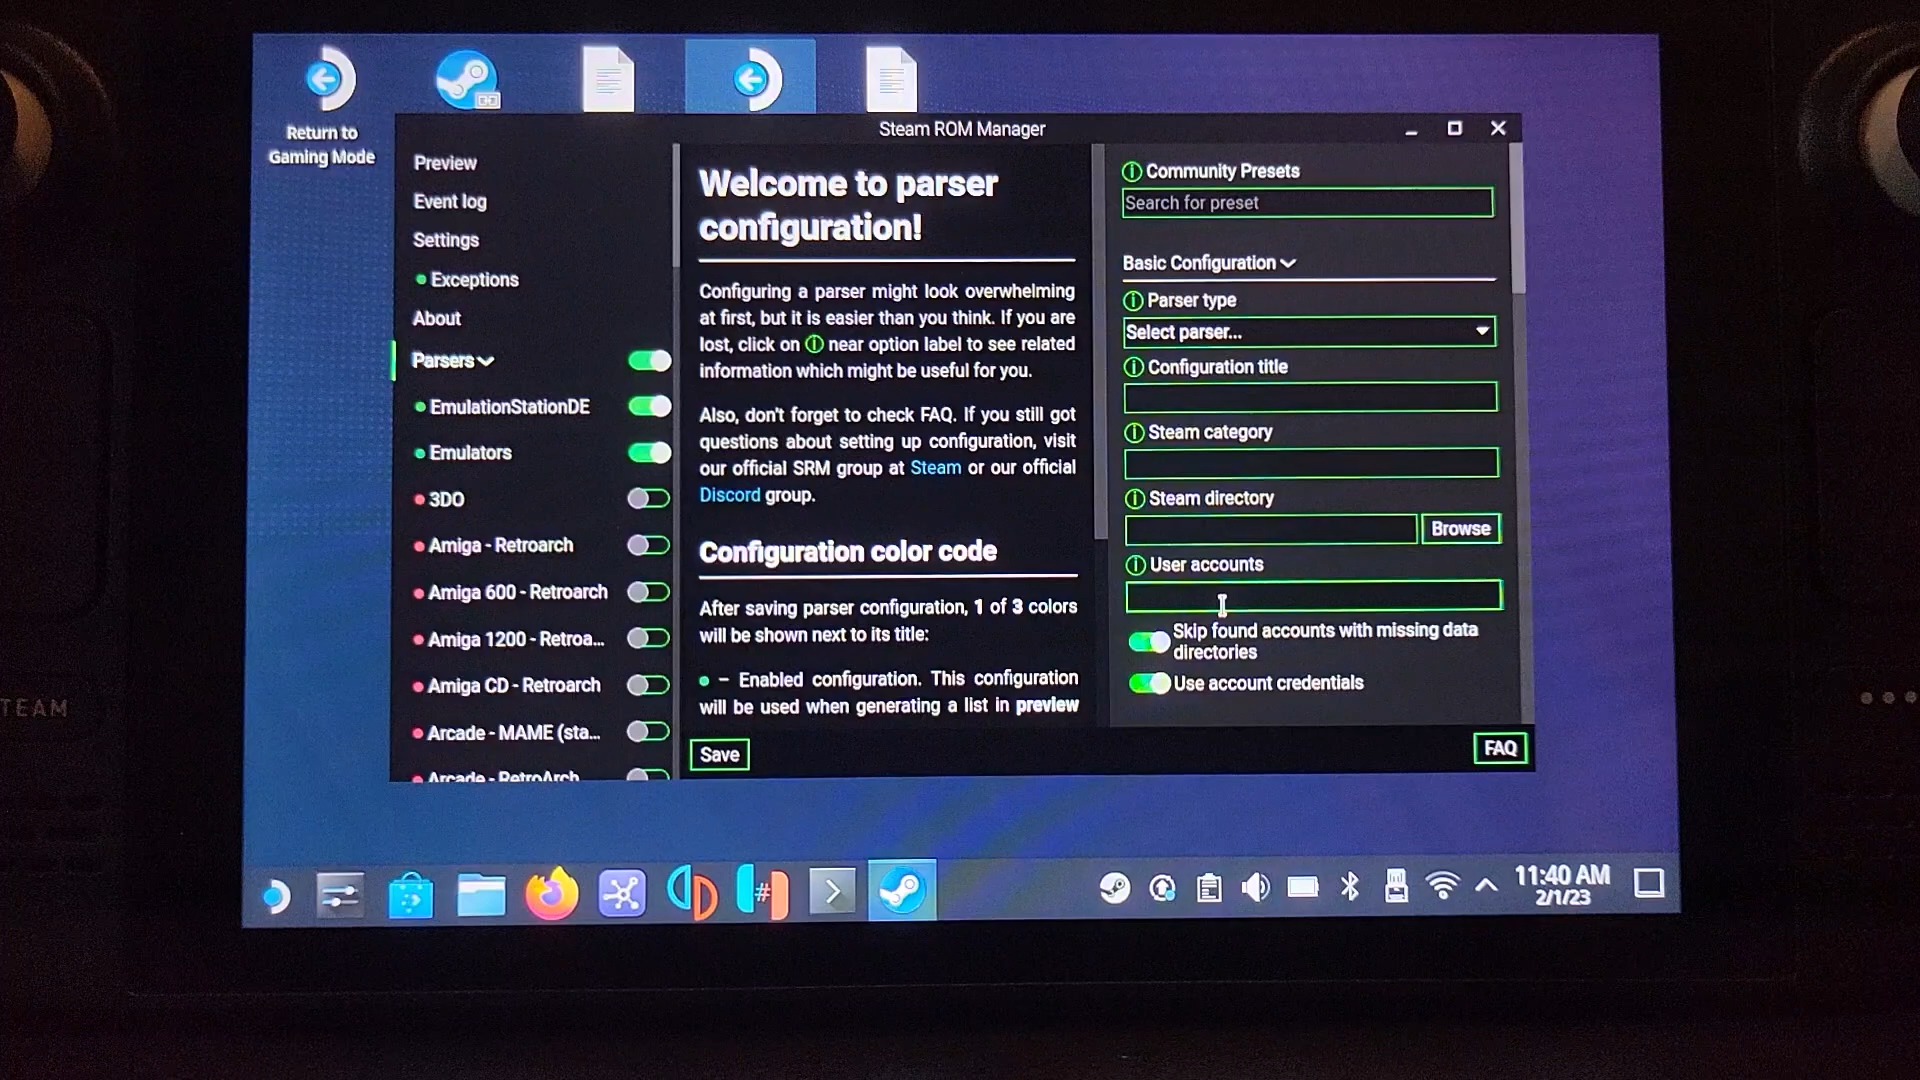 Return to
Gaming Mode
Steam ROM Manager
Preview
Event log
Settings
Exceptions
About
Parsers
EmulationStationDE
Emulators
3DO
Amiga - Retroarch
Amiga 600 - Retroarch
Amiga 1200 - Retroa...
Amiga CD - Retroarch
Arcade - MAME (sta...
Arcade - RetroArch
Welcome to parser
configuration!
Configuring a parser might look overwhelming
at first, but it is easier than you think. If you are
lost, click on ⓘ near option label to see related
information which might be useful for you.
Also, don't forget to check FAQ. If you still got
questions about setting up configuration, visit
our official SRM group at Steam or our official
Discord group.
Configuration color code
After saving parser configuration, 1 of 3 colors
will be shown next to its title:
– Enabled configuration. This configuration
will be used when generating a list in preview
Save
Community Presets
Search for preset
Basic Configuration
Parser type
Select parser...
Configuration title
Steam category
Steam directory
Browse
User accounts
Skip found accounts with missing data
directories
Use account credentials
FAQ
11:40 AM
2/1/23
TEAM